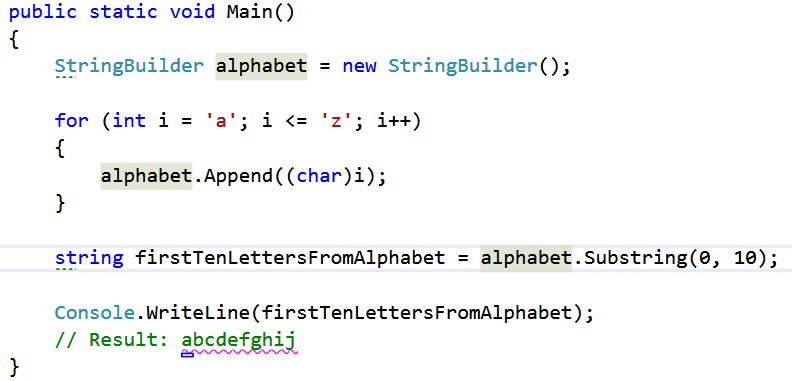 public static void Main()
{
    StringBuilder alphabet = new StringBuilder();
    for (int i = 'a'; i <= 'z'; i++)
    {
        alphabet.Append((char)i);
    }
    string firstTenLettersFromAlphabet = alphabet.Substring(0, 10);
    Console.WriteLine(firstTenLettersFromAlphabet);
    // Result: abcdefghij
}